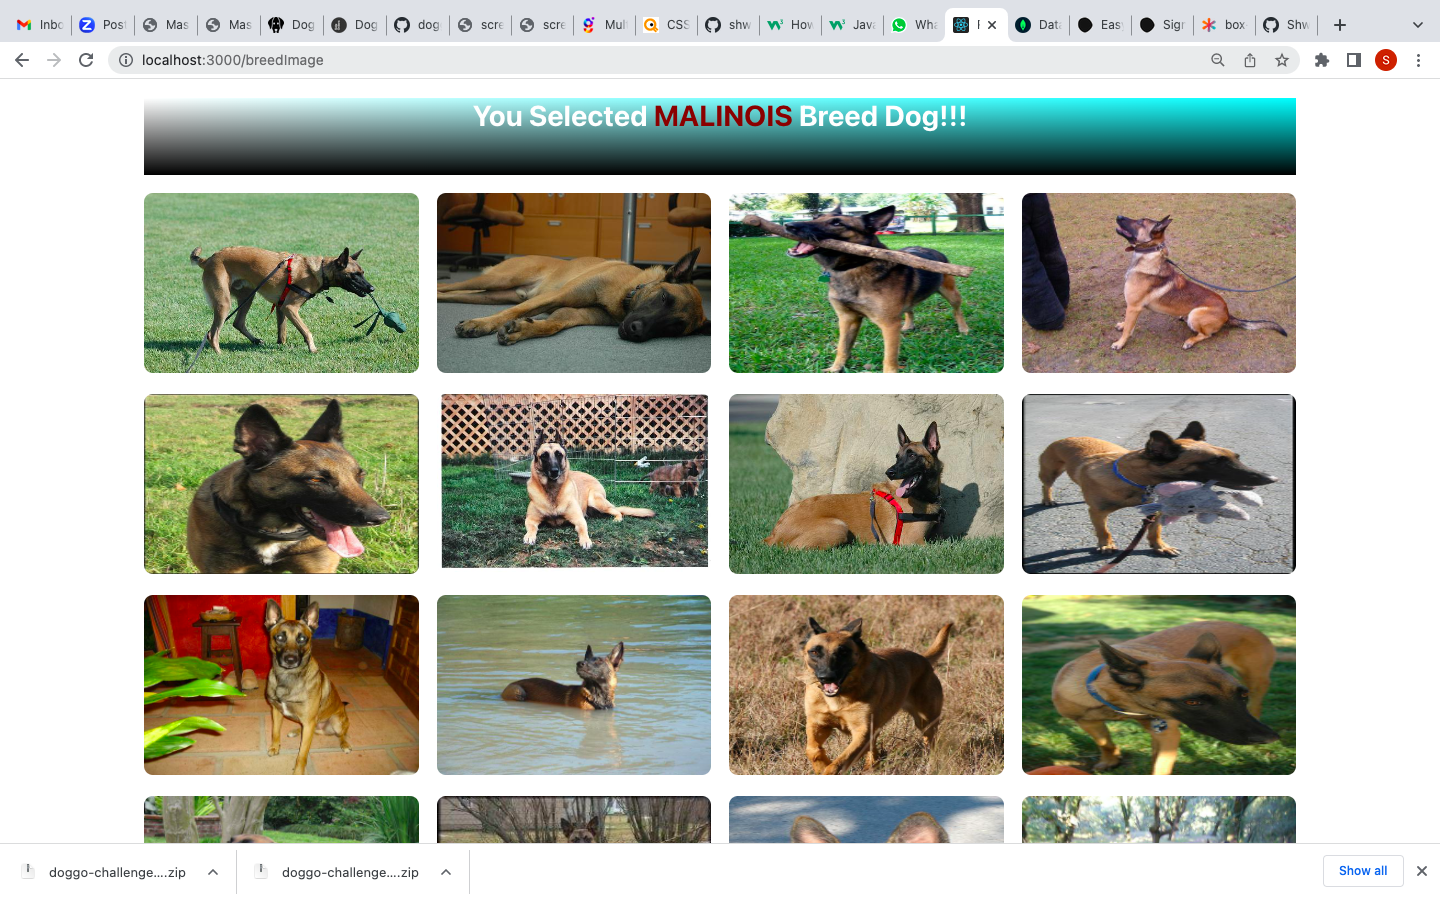 Inbo
Post
Mas
Mas
Dog
Dog
dog
scre
scre
Mul
CSS
shw
How
Java
Wha
Data
Eas
Sign
box
Shw
localhost:3000/breedImage
S
You Selected MALINOIS Breed Dog!!!
doggo-challenge....zip
doggo-challenge....zip
Show all